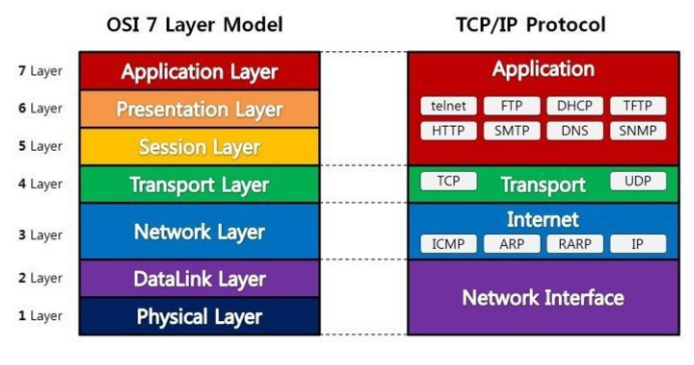 OSI 7 Layer Model
TCP/IP Protocol
7 Layer
Application Layer
6 Layer
Presentation Layer
5 Layer
Session Layer
4 Layer
Transport Layer
3 Layer
Network Layer
2 Layer
DataLink Layer
1 Layer
Physical Layer
Application
telnet FTP DHCP TFTP
HTTP SMTP DNS SNMP
TCP Transport UDP
Internet
ICMP ARP RARP IP
Network Interface